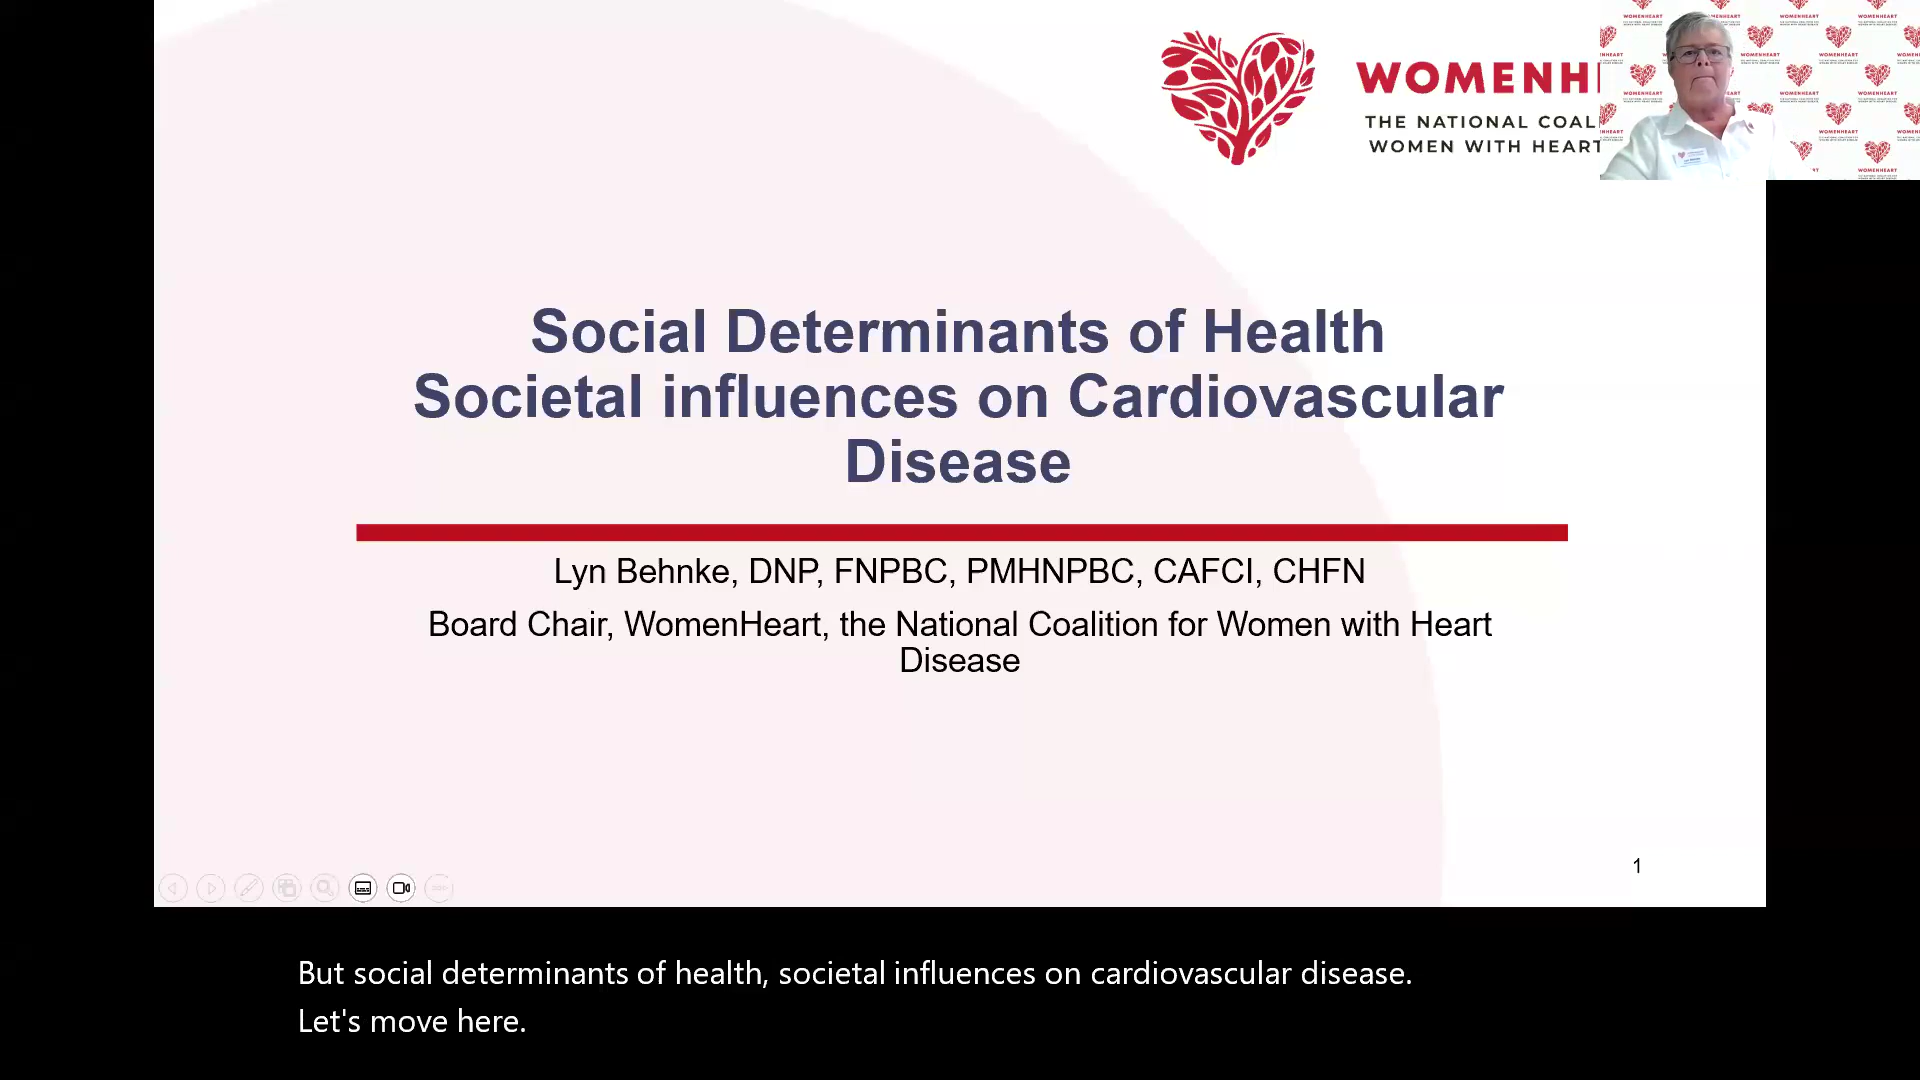 WOMENH
THE NATIONAL COAL
WOMEN WITH HEART
Social Determinants of Health
Societal influences on Cardiovascular
Disease
Lyn Behnke, DNP, FNPBC, PMHNPBC, CAFCI, CHFN
Board Chair, WomenHeart, the National Coalition for Women with Heart
Disease
1
But social determinants of health, societal influences on cardiovascular disease.
Let's move here.